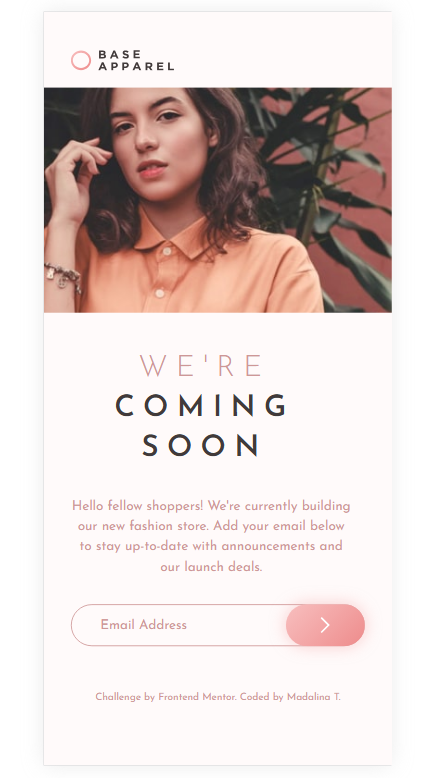 BASE
APPAREL
WE'RE
COMING
SOON
Hello fellow shoppers! We're currently building
our new fashion store. Add your email below
to stay up-to-date with announcements and
our launch deals.
Email Address
Challenge by Frontend Mentor. Coded by Madalina T.